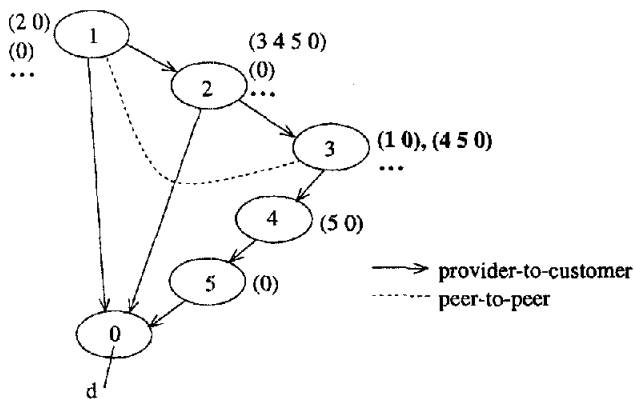 (2 0)
(0)
...
1
(3 4 5 0)
(0)
...
2
3
(1 0), (4 5 0)
...
4
(5 0)
5
(0)
provider-to-customer
peer-to-peer
0
d